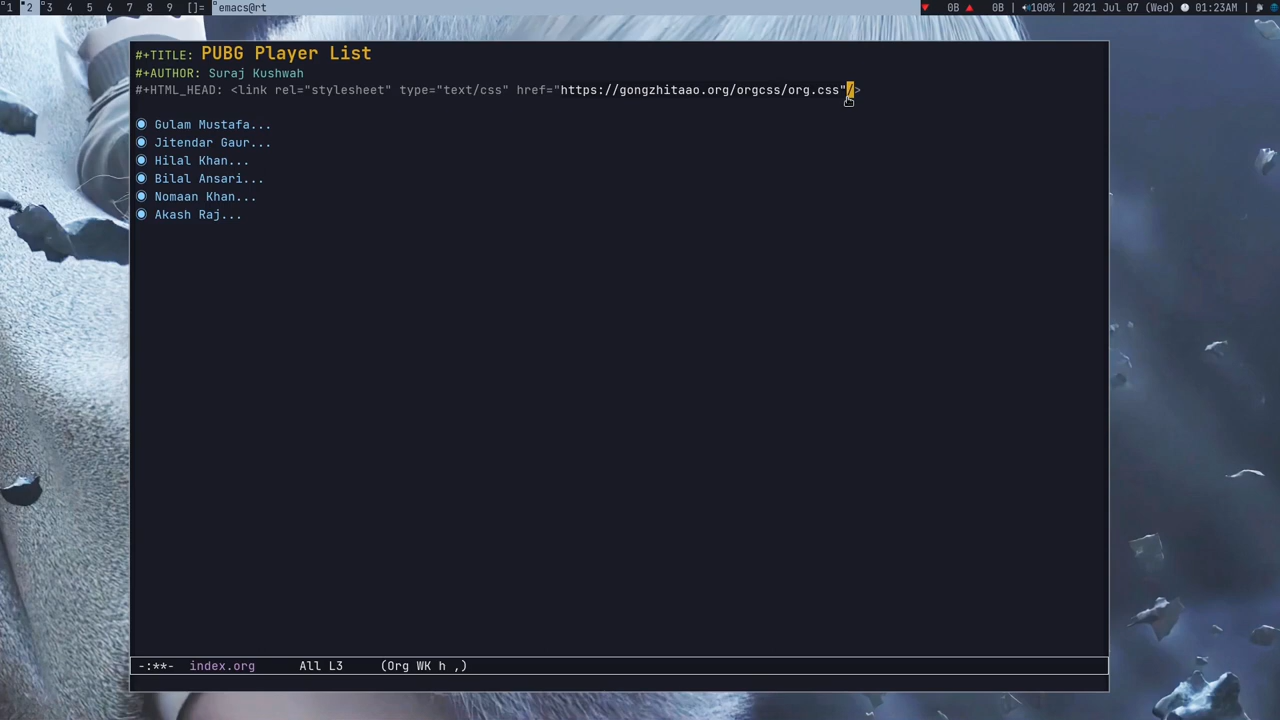 1 2 3 4 5 6 7 8 9 []= emacs@rt 0B 0B 100% | 2021 Jul 07 (Wed) 01:23AM |
#+TITLE: PUBG Player List
#+AUTHOR: Suraj Kushwah
#+HTML_HEAD: <link rel="stylesheet" type="text/css" href="https://gongzhitaao.org/orgcss/org.css"/>
Gulam Mustafa...
Jitendar Gaur...
Hilal Khan...
Bilal Ansari...
Nomaan Khan...
Akash Raj...
-:**- index.org All L3 (Org WK h ,)